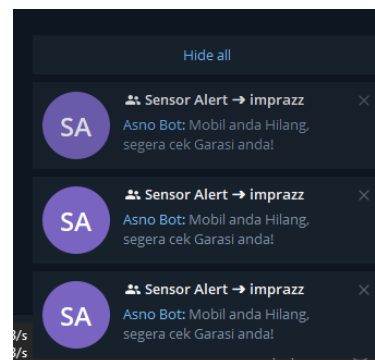 Hide all
SA
Sensor Alert → imprazz
Asno Bot: Mobil anda Hilang,
segera cek Garasi anda!
SA
Sensor Alert → imprazz
Asno Bot: Mobil anda Hilang,
segera cek Garasi anda!
SA
Sensor Alert → imprazz
Asno Bot: Mobil anda Hilang,
segera cek Garasi anda!
B/s
B/s